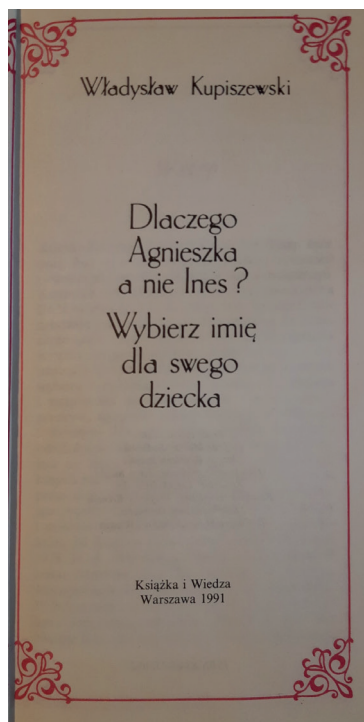 Władysław Kupiszewski
Dlaczego
Agnieszka
a nie Ines?
Wybierz imię
dla swego
dziecka
Książka i Wiedza
Warszawa 1991